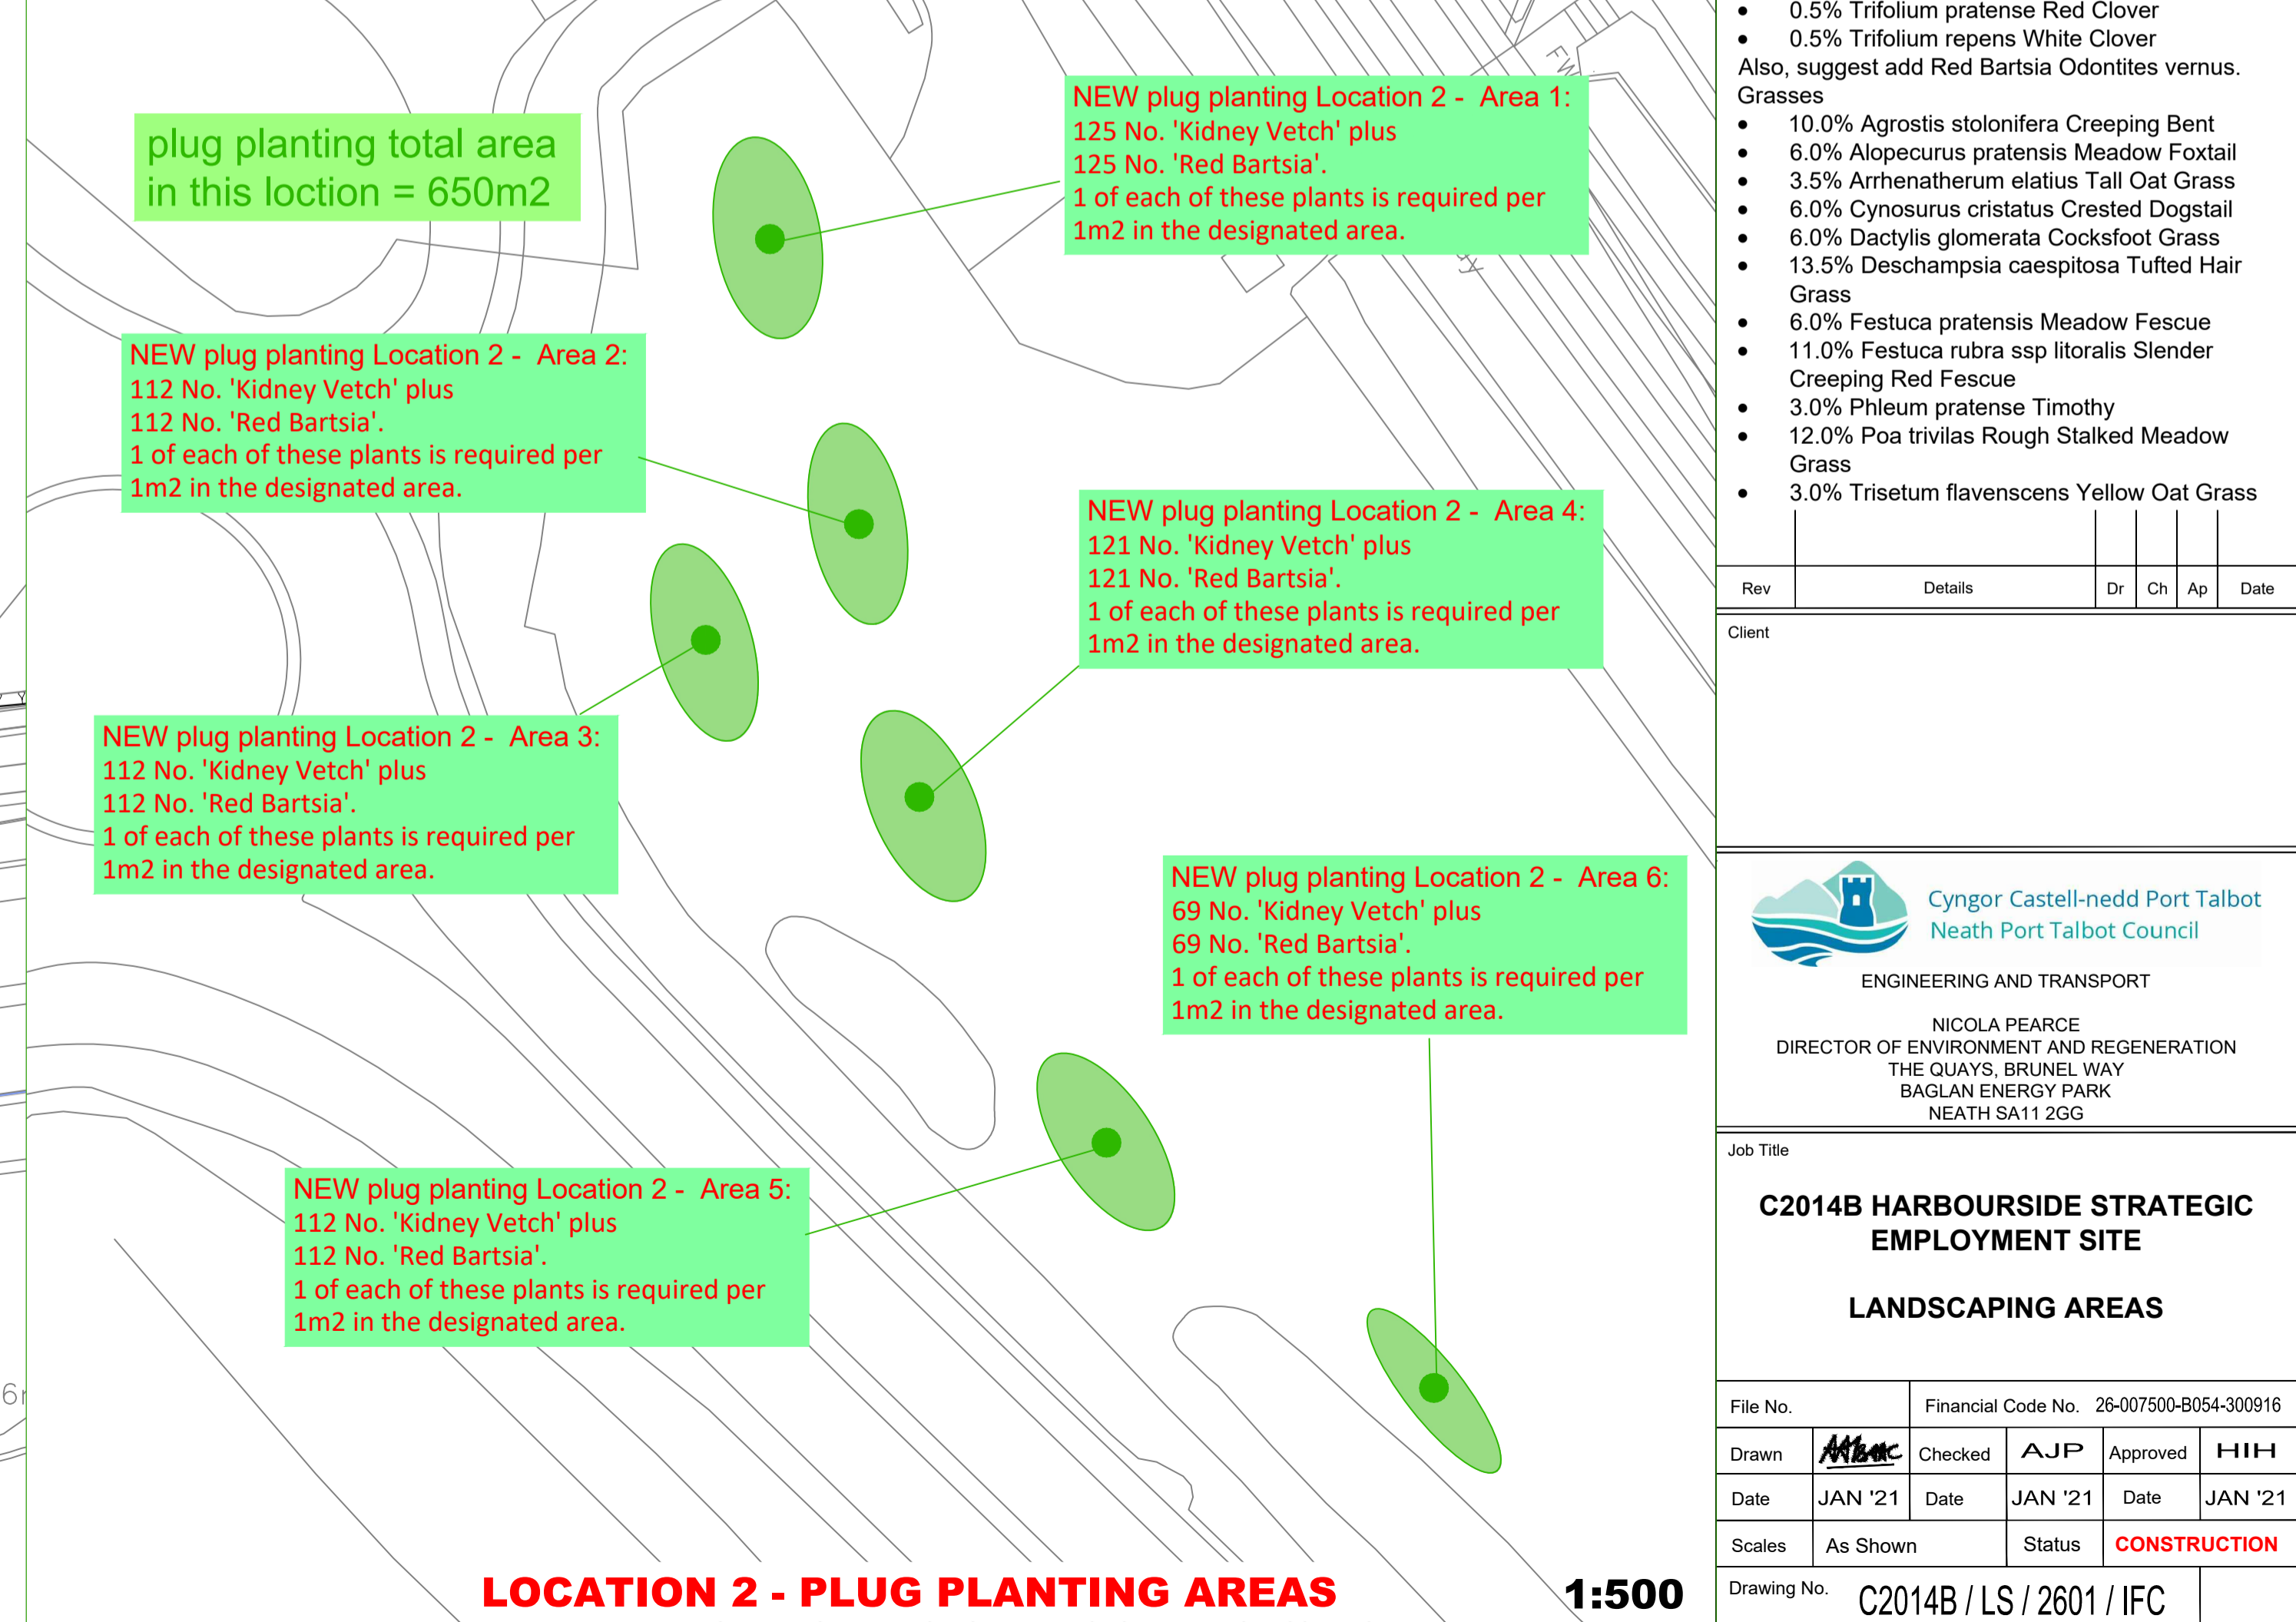 plug planting total area
in this loction = 650m2
NEW plug planting Location 2 - Area 1:
125 No. 'Kidney Vetch' plus
125 No. 'Red Bartsia'.
1 of each of these plants is required per
1m2 in the designated area.
NEW plug planting Location 2 - Area 2:
112 No. 'Kidney Vetch' plus
112 No. 'Red Bartsia'.
1 of each of these plants is required per
1m2 in the designated area.
NEW plug planting Location 2 - Area 4:
121 No. 'Kidney Vetch' plus
121 No. 'Red Bartsia'.
1 of each of these plants is required per
1m2 in the designated area.
NEW plug planting Location 2 - Area 3:
112 No. 'Kidney Vetch' plus
112 No. 'Red Bartsia'.
1 of each of these plants is required per
1m2 in the designated area.
NEW plug planting Location 2 - Area 6:
69 No. 'Kidney Vetch' plus
69 No. 'Red Bartsia'.
1 of each of these plants is required per
1m2 in the designated area.
NEW plug planting Location 2 - Area 5:
112 No. 'Kidney Vetch' plus
112 No. 'Red Bartsia'.
1 of each of these plants is required per
1m2 in the designated area.
LOCATION 2 - PLUG PLANTING AREAS
1:500
• 0.5% Trifolium pratense Red Clover
• 0.5% Trifolium repens White Clover
Also, suggest add Red Bartsia Odontites vernus.
Grasses
• 10.0% Agrostis stolonifera Creeping Bent
• 6.0% Alopecurus pratensis Meadow Foxtail
• 3.5% Arrhenatherum elatius Tall Oat Grass
• 6.0% Cynosurus cristatus Crested Dogstail
• 6.0% Dactylis glomerata Cocksfoot Grass
• 13.5% Deschampsia caespitosa Tufted Hair
Grass
• 6.0% Festuca pratensis Meadow Fescue
• 11.0% Festuca rubra ssp litoralis Slender
Creeping Red Fescue
• 3.0% Phleum pratense Timothy
• 12.0% Poa trivilas Rough Stalked Meadow
Grass
• 3.0% Trisetum flavenscens Yellow Oat Grass
Rev Details Dr Ch Ap Date
Client
Cyngor Castell-nedd Port Talbot
Neath Port Talbot Council
ENGINEERING AND TRANSPORT
NICOLA PEARCE
DIRECTOR OF ENVIRONMENT AND REGENERATION
THE QUAYS, BRUNEL WAY
BAGLAN ENERGY PARK
NEATH SA11 2GG
Job Title
C2014B HARBOURSIDE STRATEGIC
EMPLOYMENT SITE
LANDSCAPING AREAS
File No. Financial Code No. 26-007500-B054-300916
Drawn Checked AJP Approved HIH
Date JAN '21 Date JAN '21 Date JAN '21
Scales As Shown Status CONSTRUCTION
Drawing No. C2014B / LS / 2601 / IFC